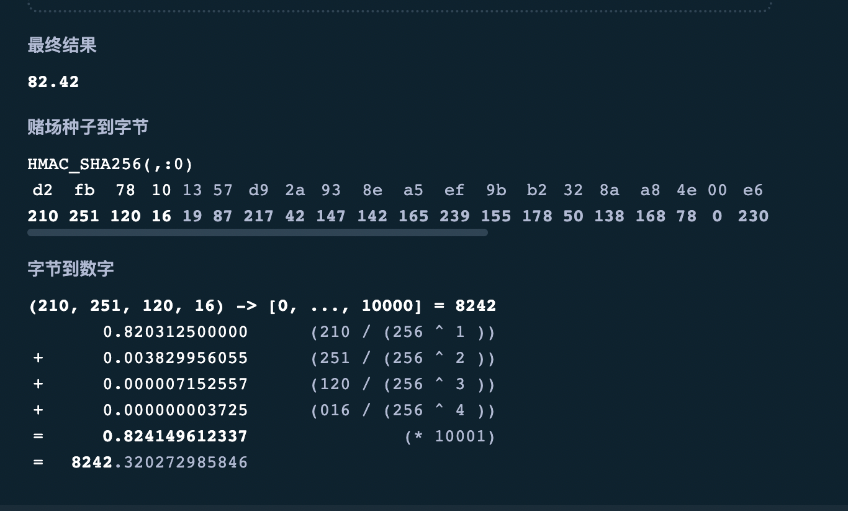 最终结果
82.42
赌场种子到字节
HMAC_SHA256(,:0)
d2 fb 78 10 13 57 d9 2a 93 8e a5 ef 9b b2 32 8a a8 4e 00 e6
210 251 120 16 19 87 217 42 147 142 165 239 155 178 50 138 168 78 0 230
字节到数字
(210, 251, 120, 16) -> [0, ..., 10000] = 8242
0.820312500000 (210 / (256 ^ 1 ))
+ 0.003829956055 (251 / (256 ^ 2 ))
+ 0.000007152557 (120 / (256 ^ 3 ))
+ 0.000000003725 (016 / (256 ^ 4 ))
= 0.824149612337 (* 10001)
= 8242.320272985846